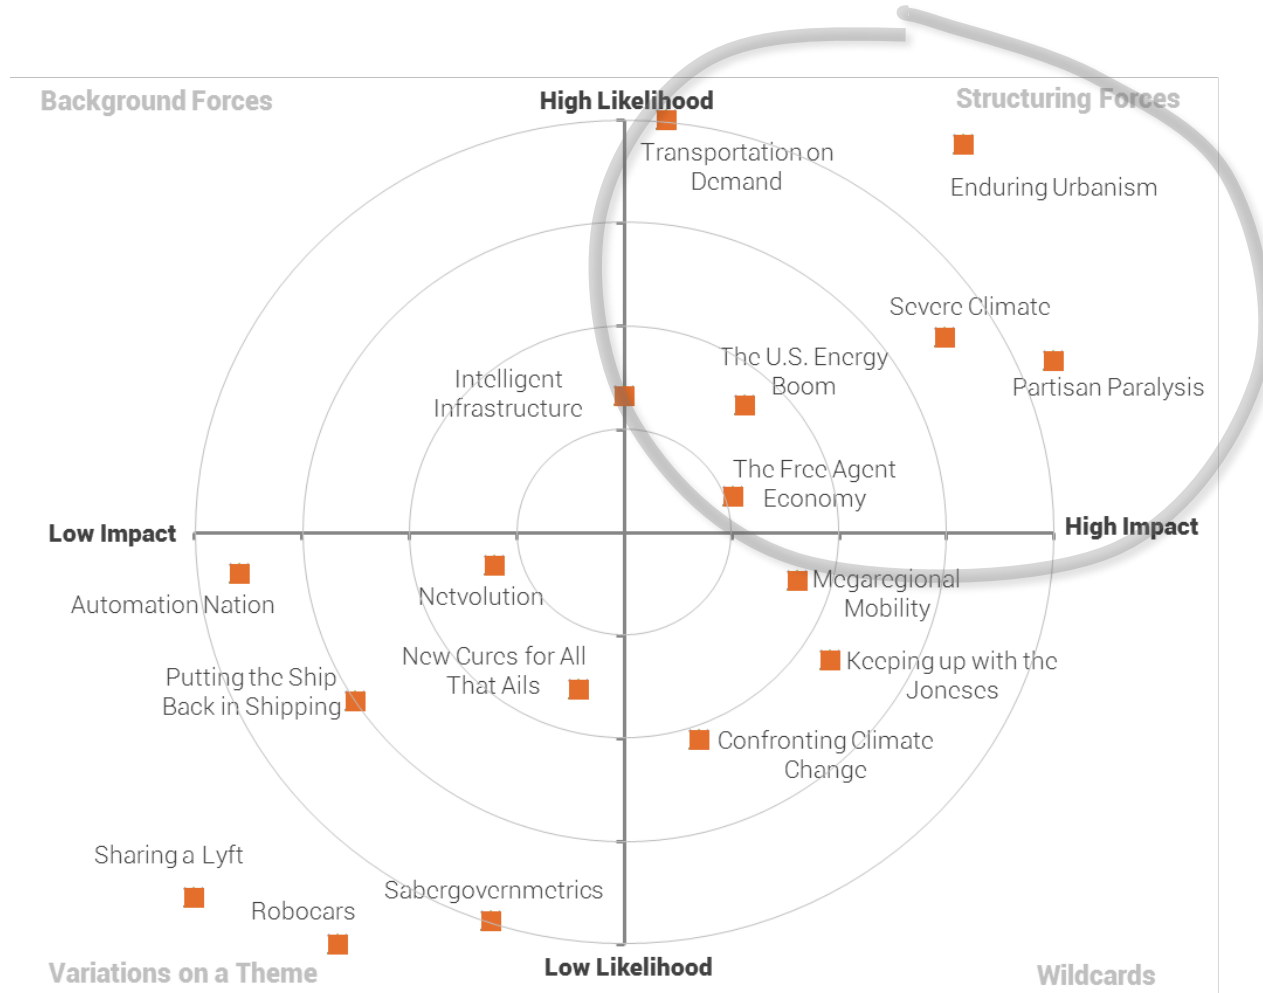 Background Forces
High Likelihood
Structuring Forces
Transportation on
Demand
Enduring Urbanism
Severe Climate
The U.S. Energy
Boom
Partisan Paralysis
Intelligent
Infrastructure
The Free Agent
Economy
Low Impact
High Impact
Automation Nation
Netvolution
Megaregional
Mobility
New Cures for All
That Ails
Keeping up with the
Joneses
Putting the Ship
Back in Shipping
Confronting Climate
Change
Sharing a Lyft
Robocars
Sabergovernmetrics
Variations on a Theme
Low Likelihood
Wildcards